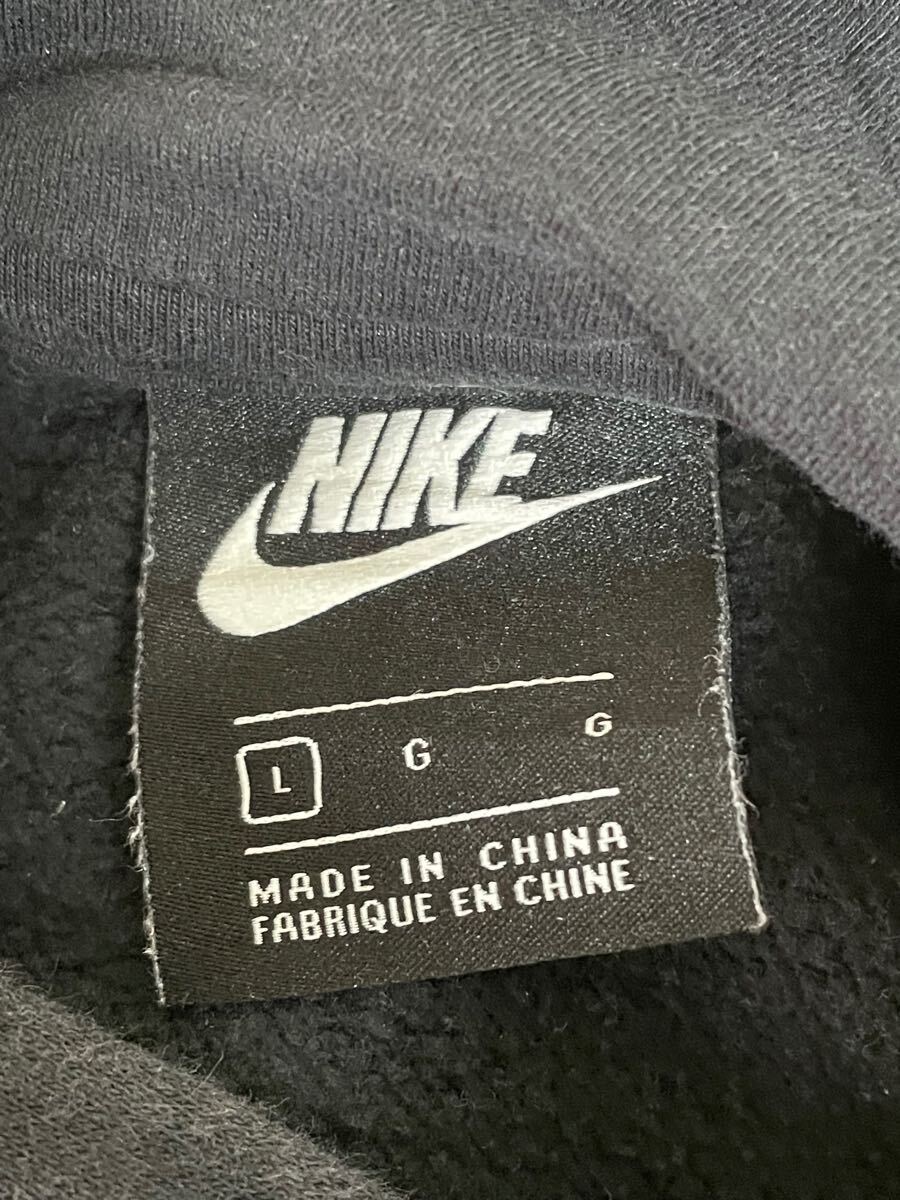 NIKE
L G G
MADE IN CHINA
FABRIQUE EN CHINE